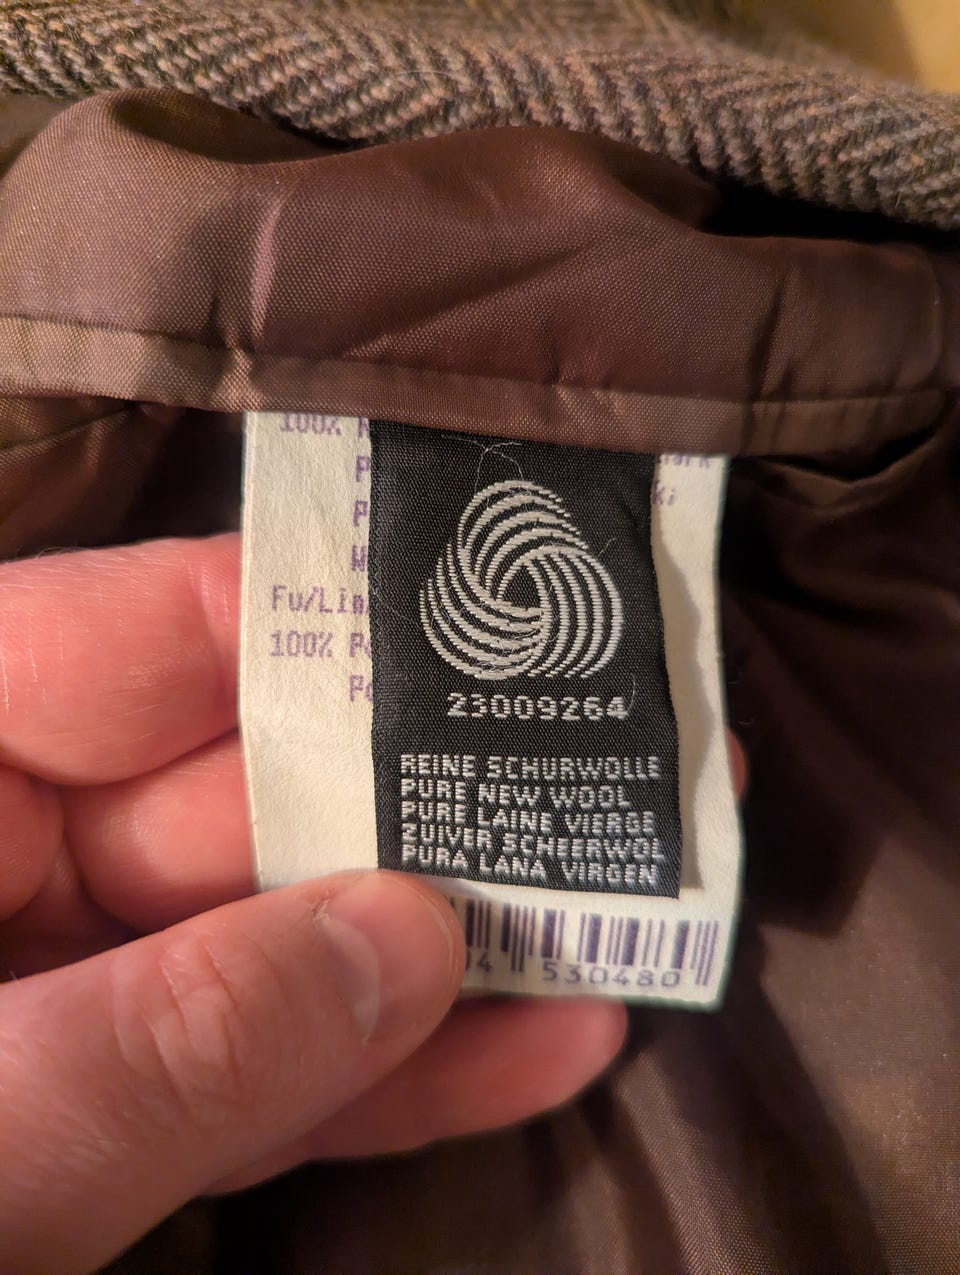 100%
Fu/Lin
100%
23009264
REINE SCHURWOLLE
PURE NEW WOOL
PURE LAINE VIERGE
ZUIVER SCHEERWOL
PURA LANA VIRGEN
04 530480